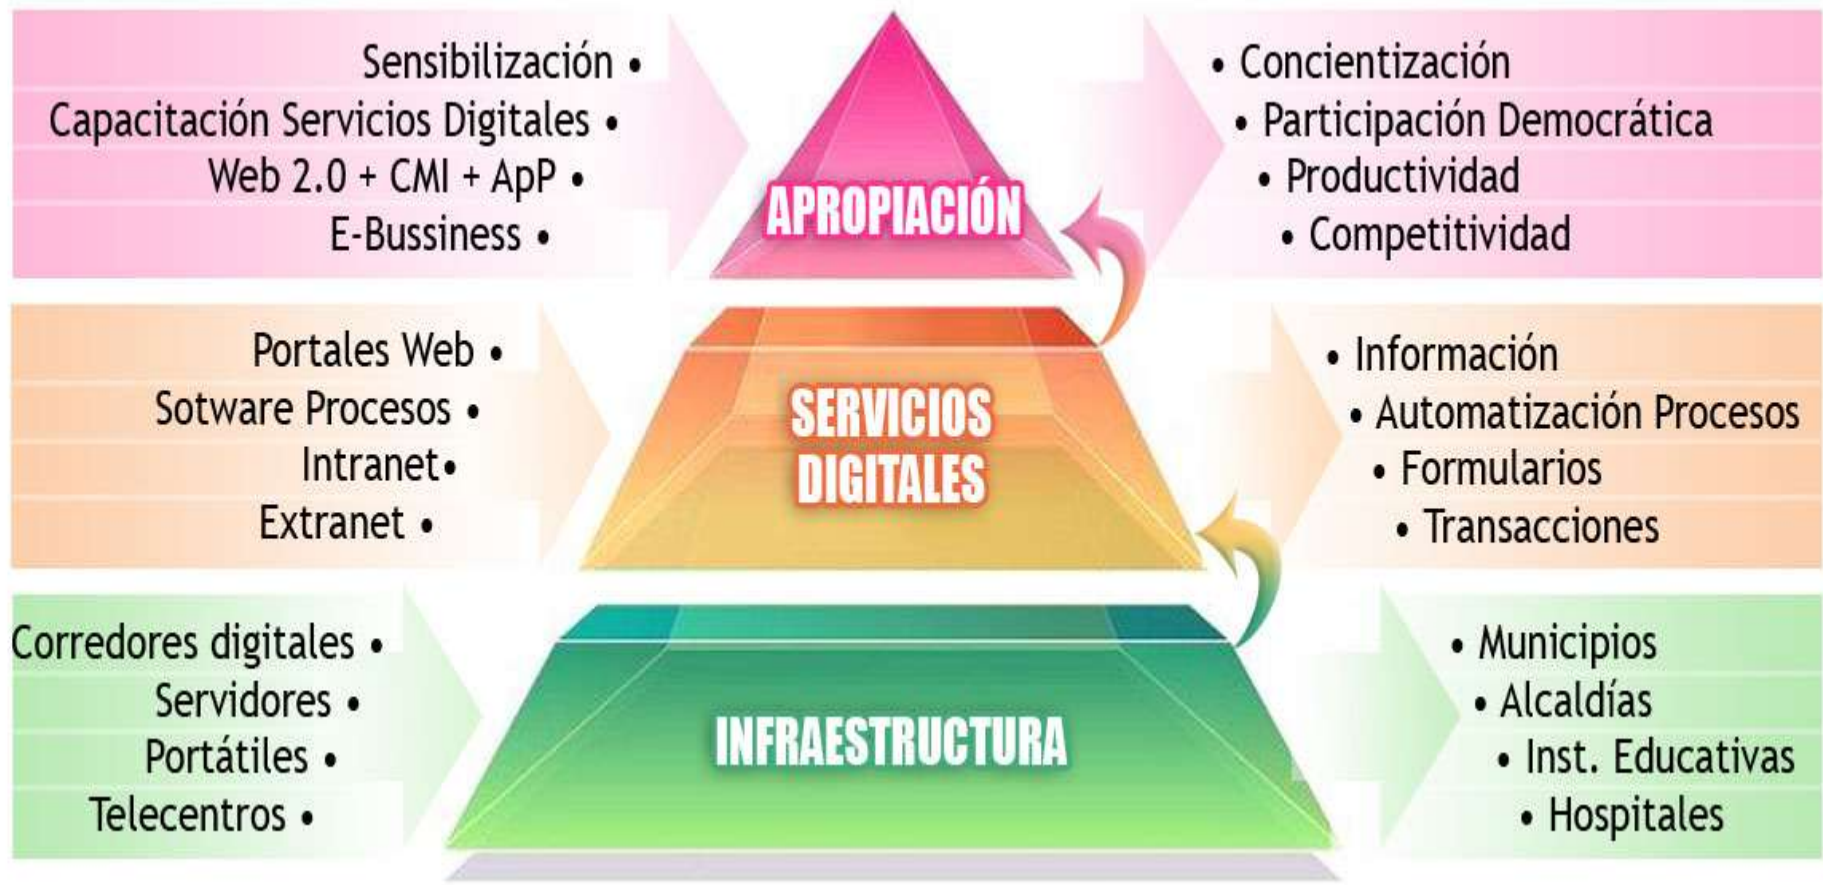 Sensibilización •
Capacitación Servicios Digitales •
Web 2.0 + CMI + ApP •
E-Bussiness •
APROPIACIÓN
• Concientización
• Participación Democrática
• Productividad
• Competitividad
Portales Web •
Sotware Procesos •
Intranet•
Extranet •
SERVICIOS
DIGITALES
• Información
• Automatización Procesos
• Formularios
• Transacciones
Corredores digitales •
Servidores •
Portátiles •
Telecentros •
INFRAESTRUCTURA
• Municipios
• Alcaldías
• Inst. Educativas
• Hospitales